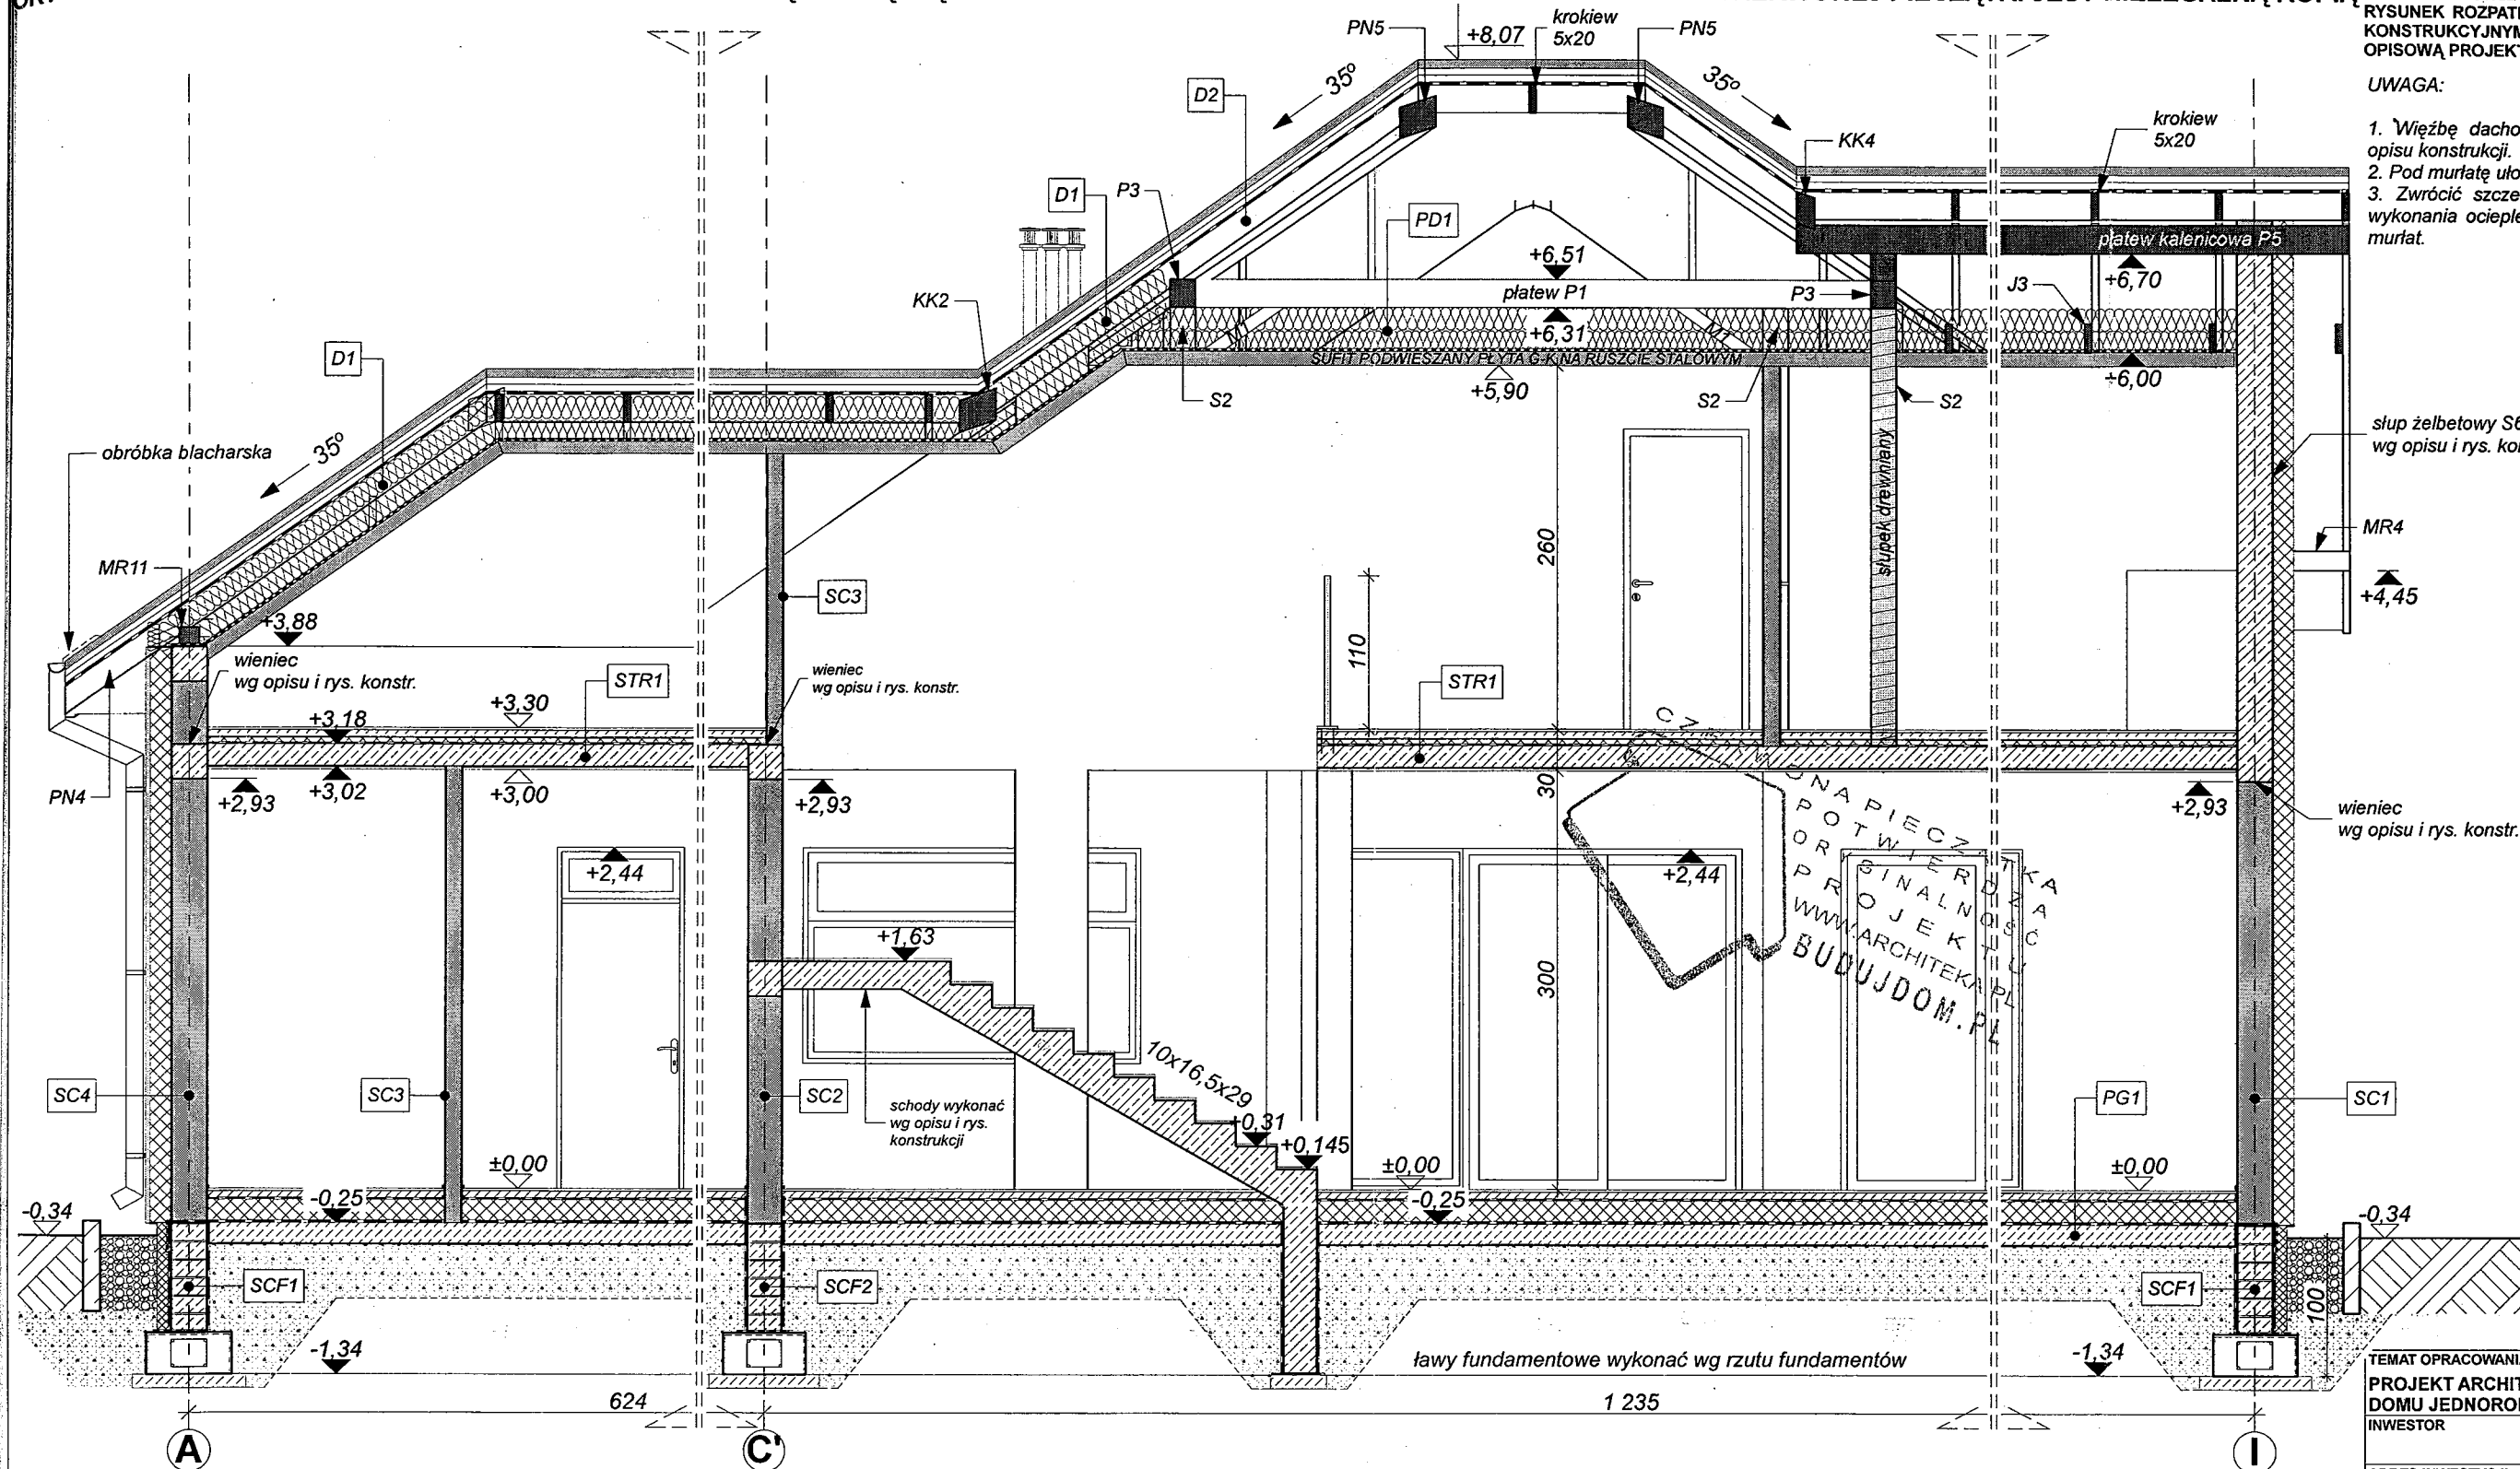 +8,07
PN5
krokiew
5x20
PN5
RYSUNEK ROZPAT
KONSTRUKCYJNYM
OPISOWĄ PROJEKT
35º
35º
UWAGA:
D2
1. Więźbę dacho
opisu konstrukcji.
2. Pod murłatę uło
3. Zwrócić szcze
wykonania ociepl
murłat.
krokiew
5x20
KK4
D1
P3
PD1
płatew kalenicowa P5
+6,51
+6,70
płatew P1
P3
J3
KK2
+6,31
M1
SUFIT PODWIESZANY PŁYTA G-K NA RUSZCIE STALOWYM
D1
+5,90
+6,00
S2
S2
S2
obróbka blacharska
35º
słup żelbetowy S6
wg opisu i rys. ko
słupek drewniany
260
MR4
MR11
SC3
110
+4,45
+3,88
wieniec
wg opisu i rys. konstr.
STR1
wieniec
wg opisu i rys. konstr.
STR1
+3,18
+3,30
PN4
+2,93
+3,02
+3,00
+2,93
30
+2,93
wieniec
wg opisu i rys. konstr.
+2,44
+2,44
ONA PIECZĄTKA
POTWIERDZA
PROJEKTU
WWW.ARCHITEKA.PL
BUDUJDOM.PL
+1,63
300
10x16,5x29
SC4
SC3
SC2
schody wykonać
wg opisu i rys.
konstrukcji
PG1
SC1
+0,31
+0,145
±0,00
±0,00
±0,00
-0,34
-0,25
-0,25
-0,34
SCF1
SCF2
SCF1
100
-1,34
ławy fundamentowe wykonać wg rzutu fundamentów
-1,34
TEMAT OPRACOWANI
PROJEKT ARCHIT
DOMU JEDNORO
INWESTOR
624
1 235
A
C'
I